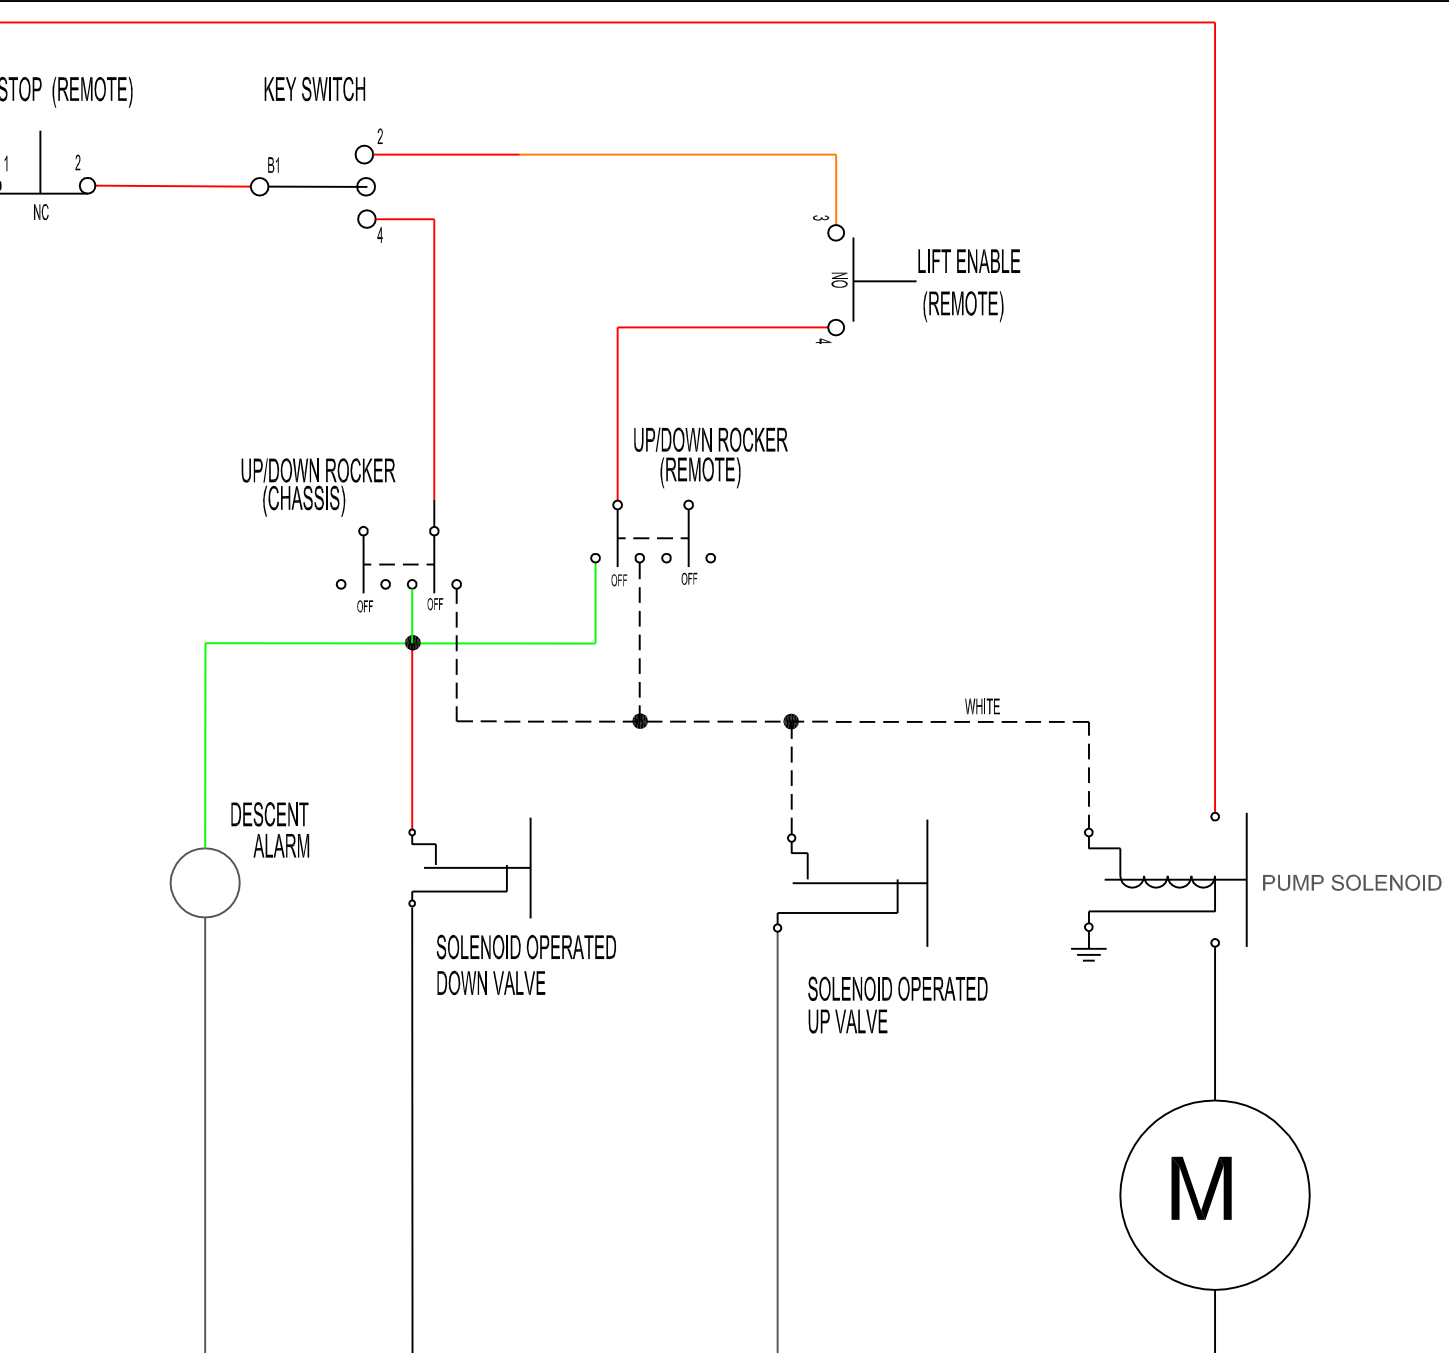 STOP (REMOTE)
KEY SWITCH
1
2
NC
B1
2
4
3
NO
4
LIFT ENABLE
(REMOTE)
UP/DOWN ROCKER
(REMOTE)
UP/DOWN ROCKER
(CHASSIS)
OFF
OFF
OFF
OFF
WHITE
DESCENT
ALARM
PUMP SOLENOID
SOLENOID OPERATED
DOWN VALVE
SOLENOID OPERATED
UP VALVE
M